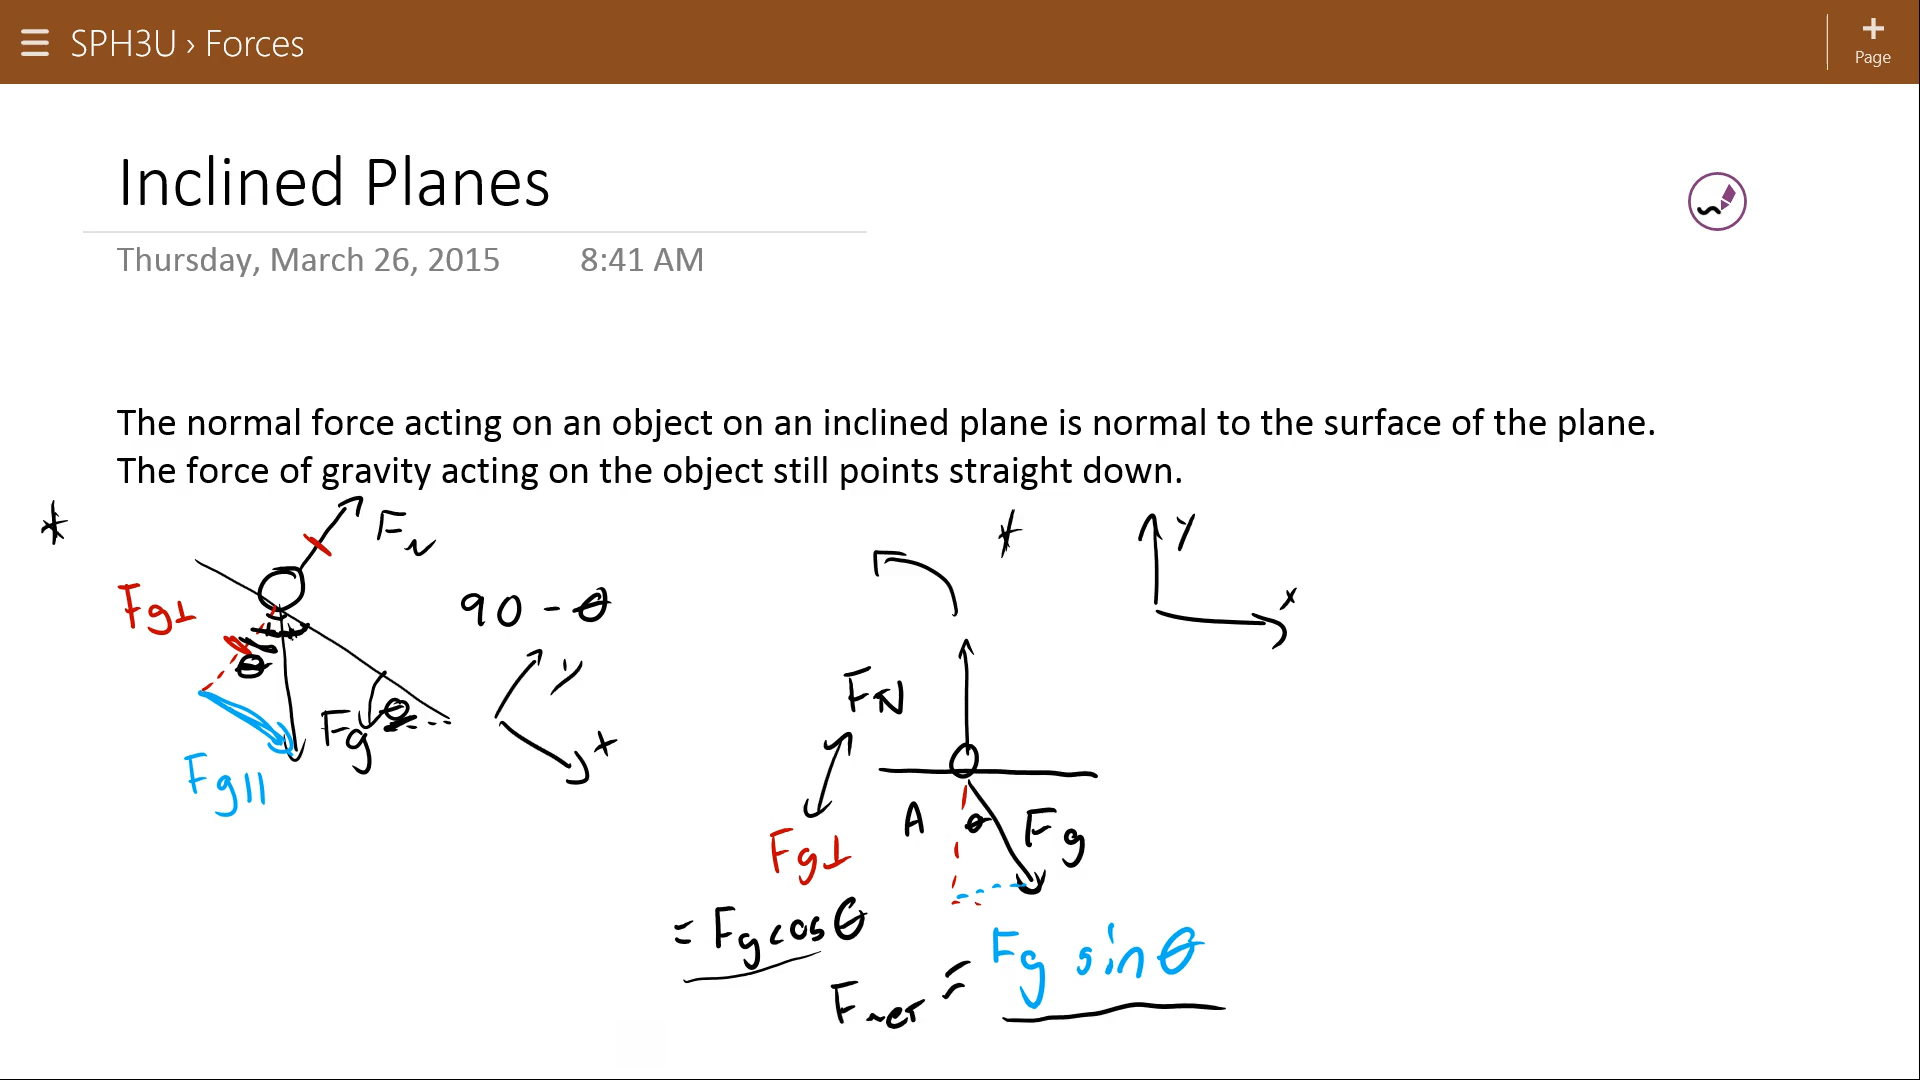 SPH3U › Forces
+
Page
Inclined Planes
Thursday, March 26, 2015 8:41 AM
The normal force acting on an object on an inclined plane is normal to the surface of the plane.
The force of gravity acting on the object still points straight down.
*
FN
Fg⊥
90 - θ
θ
y
x
Fg
θ
Fg||
*
y
x
FN
A
θ
Fg
Fg⊥
= Fg cos θ
Fnet = Fg sin θ